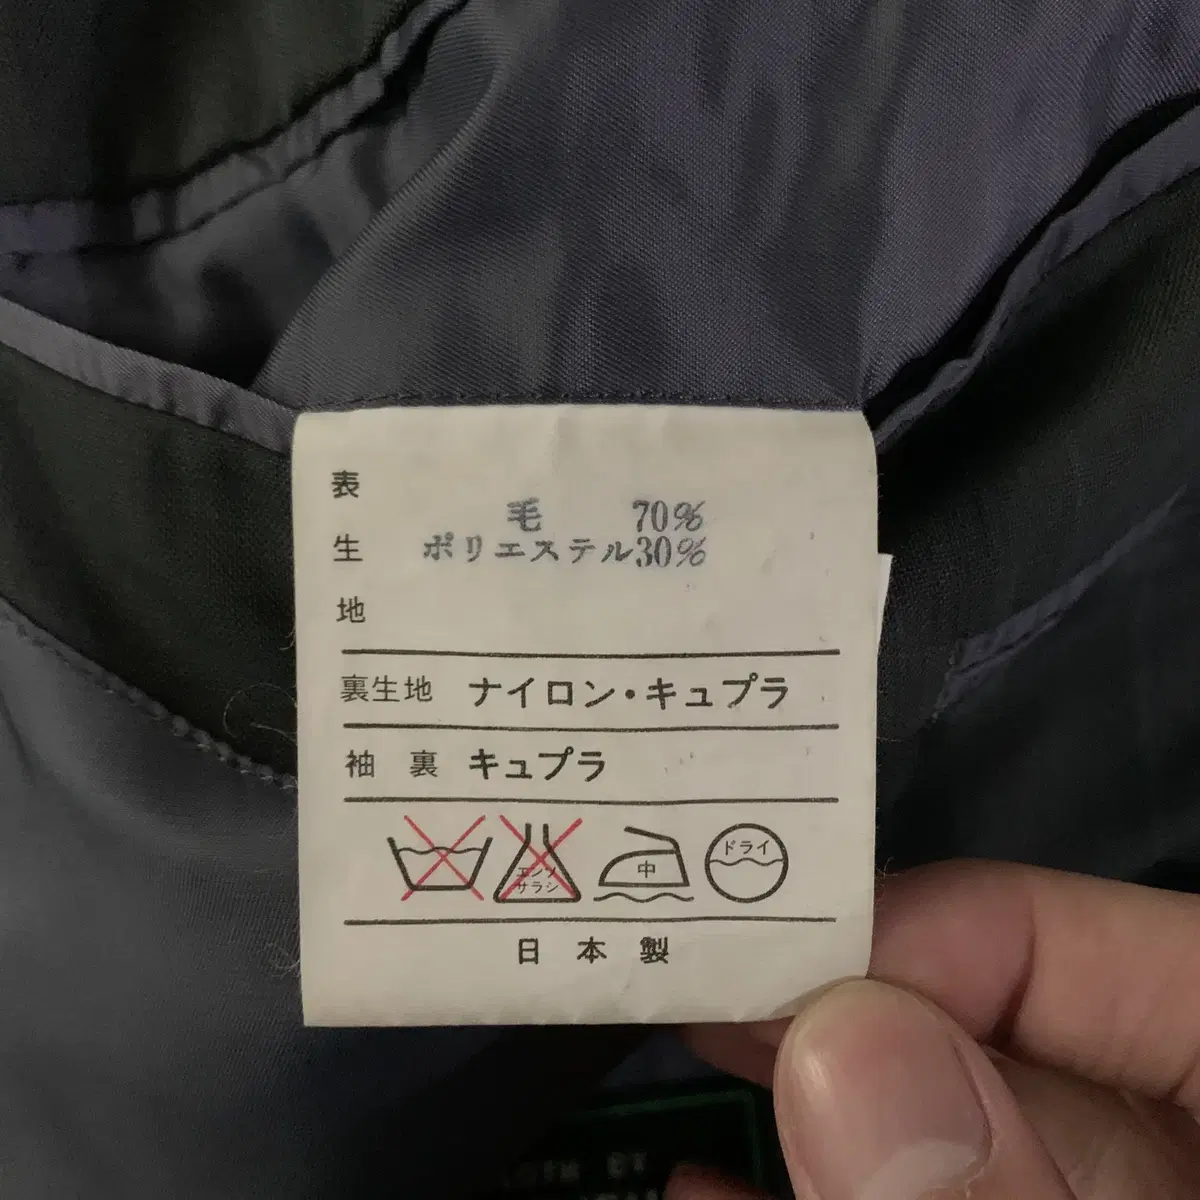 表
毛 70%
生 ポリエステル30%
地
裏生地 ナイロン・キュプラ
袖裏 キュプラ
エンソ
サラシ
中
ドライ
日本製
BY